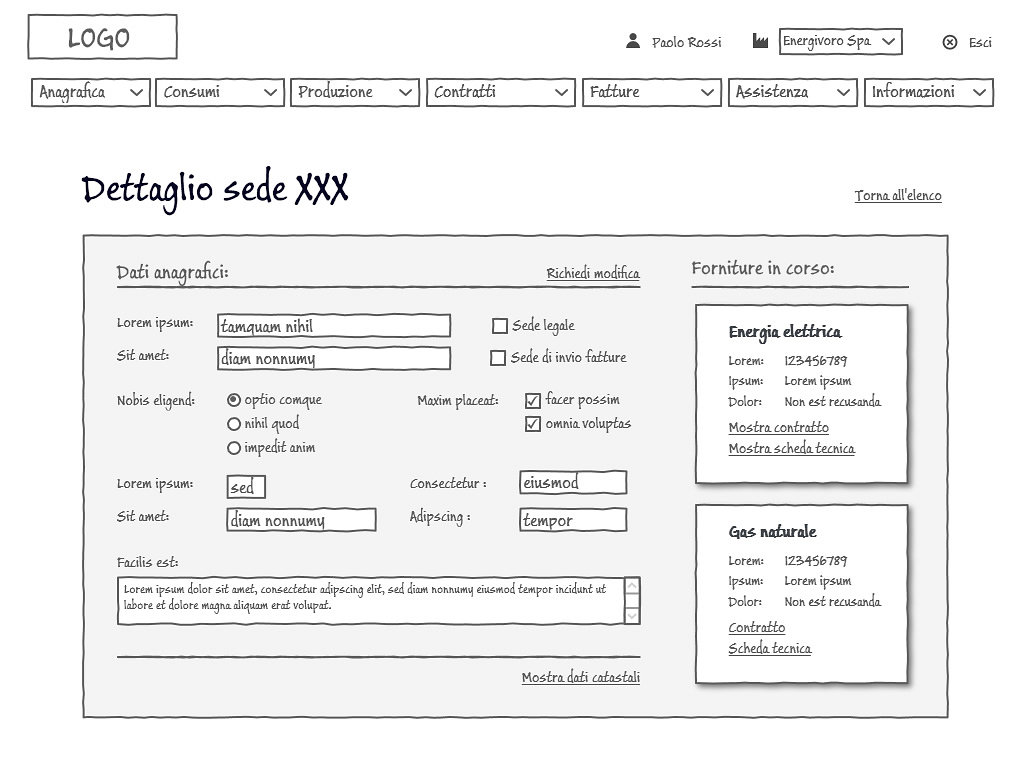 LOGO
Paolo Rossi
Energivoro Spa
Esci
Anagrafica
Consumi
Produzione
Contratti
Fatture
Assistenza
Informazioni
Dettaglio sede XXX
Torna all'elenco
Dati anagrafici:
Richiedi modifica
Lorem ipsum:
tamquam nihil
Sede legale
Sit amet:
diam nonnumy
Sede di invio fatture
Nobis eligend:
optio comque
nihil quod
impedit anim
Maxim placeat:
facer possim
omnia voluptas
Lorem ipsum:
sed
Consectetur :
eiusmod
Sit amet:
diam nonnumy
Adipscing :
tempor
Facilis est:
Lorem ipsum dolor sit amet, consectetur adipscing elit, sed diam nonnumy eiusmod tempor incidunt ut
labore et dolore magna aliquam erat volupat.
Mostra dati catastali
Forniture in corso:
Energia elettrica
Lorem: 123456789
Ipsum: Lorem ipsum
Dolor: Non est recusanda
Mostra contratto
Mostra scheda tecnica
Gas naturale
Lorem: 123456789
Ipsum: Lorem ipsum
Dolor: Non est recusanda
Contratto
Scheda tecnica